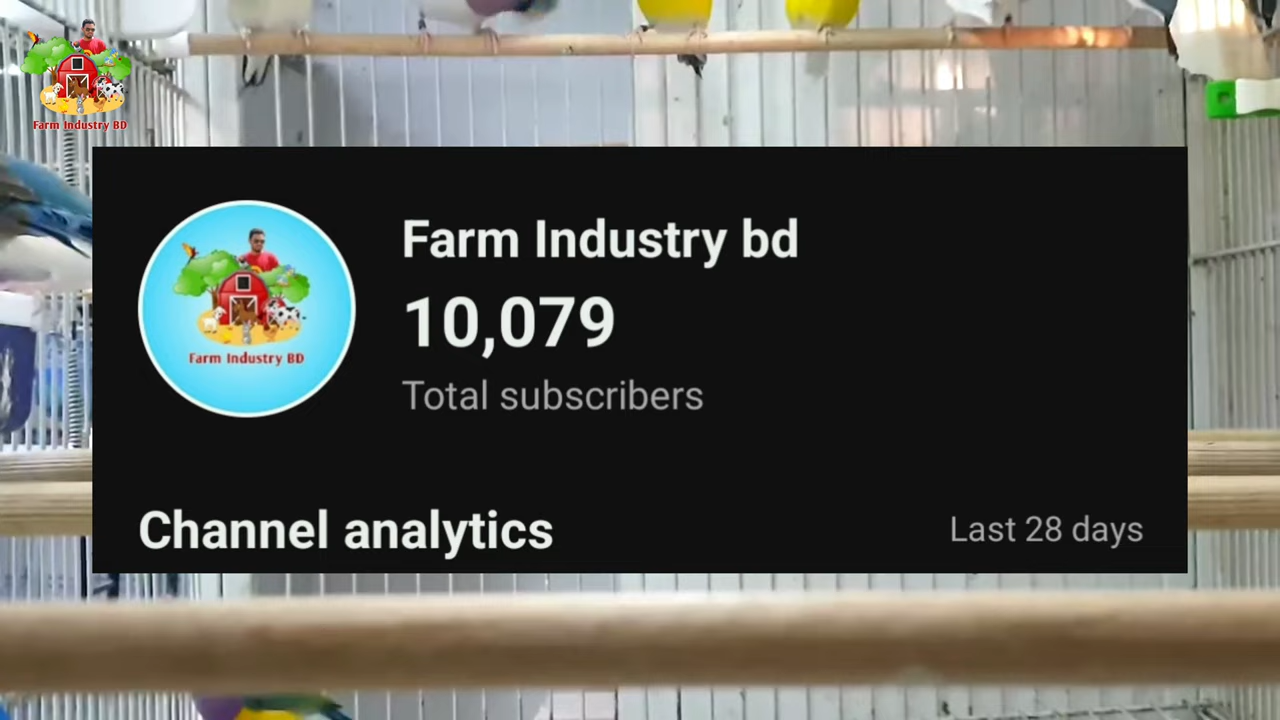 Farm Industry BD
Farm Industry bd
10,079
Total subscribers
Farm Industry BD
Channel analytics
Last 28 days